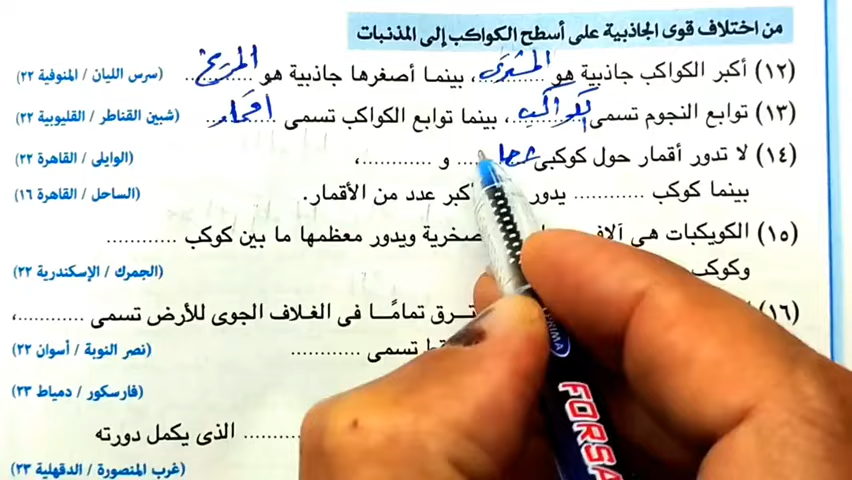 من اختلاف قوى الجاذبية على أسطح الكواكب إلى المذنبات
(١٢) أكبر الكواكب جاذبية هو المشترى، بينما أصغرها جاذبية هو المريخ (سرس الليان / المنوفية ٢٢)
(١٣) توابع النجوم تسمى كواكب، بينما توابع الكواكب تسمى أقمار (شبين القناطر / القليوبية ٢٢)
(١٤) لا تدور أقمار حول كوكبى عطا .... و ............، (الوايلى / القاهرة ٢٢)
بينما كوكب ............ يدور كبر عدد من الأقمار. (الساحل / القاهرة ١٦)
(١٥) الكويكبات هى آلاف صخرية ويدور معظمها ما بين كوكب ............
وكوكب (الجمرك / الإسكندرية ٢٢)
(١٦) تحترق تمامًا فى الغلاف الجوى للأرض تسمى ............،
تسمى ............ (نصر النوبة / أسوان ٢٢)
(فارسكور / دمياط ٢٣)
............ الذى يكمل دورته
(غرب المنصورة / الدقهلية ٢٣)
PRIMA
FORSA